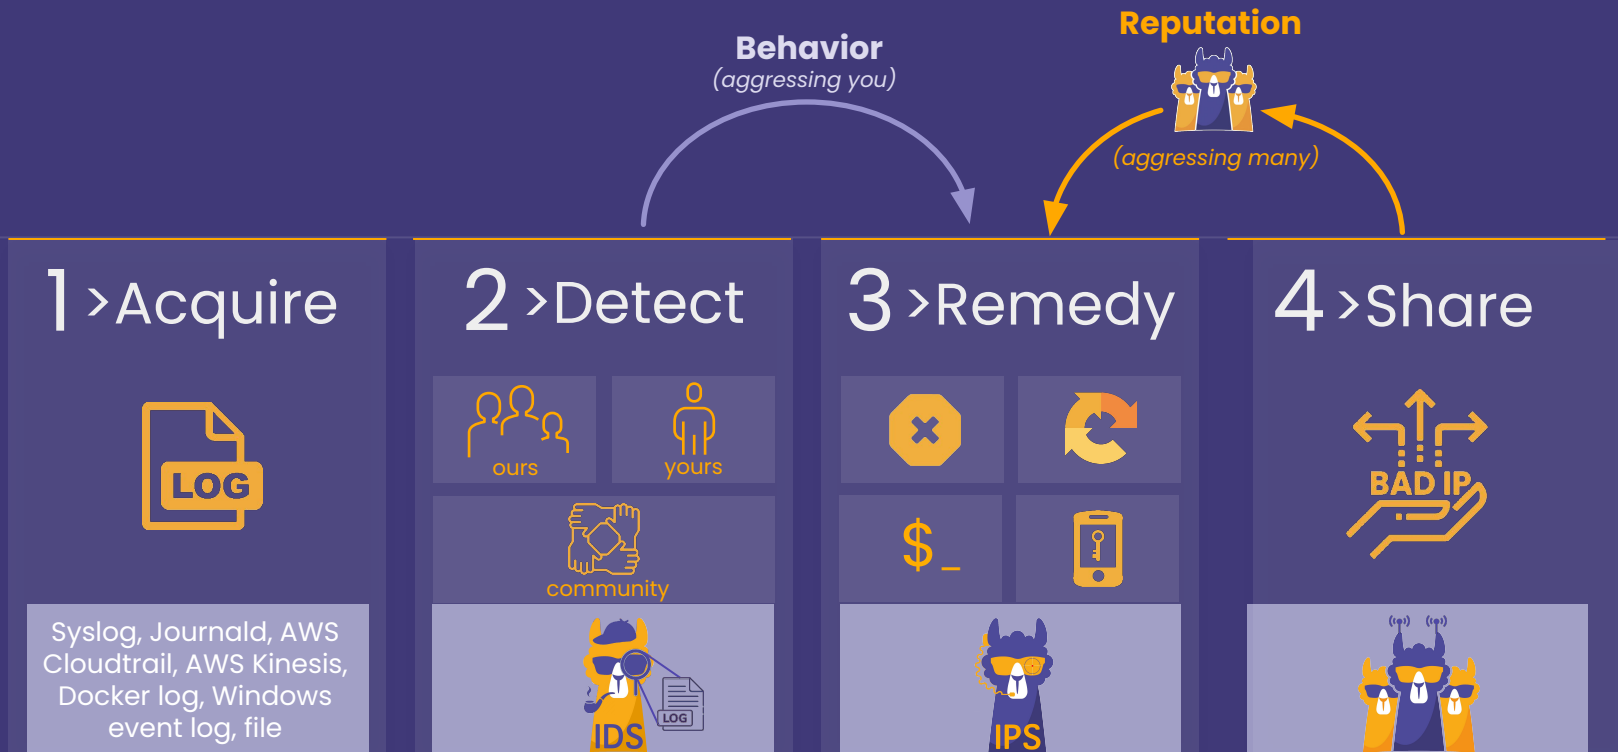 Behavior
(aggressing you)
Reputation
(aggressing many)
1 >Acquire
LOG
Syslog, Journald, AWS
Cloudtrail, AWS Kinesis,
Docker log, Windows
event log, file
2 >Detect
ours
yours
community
LOG
IDS
3 >Remedy
$_
IPS
4 >Share
BAD IP